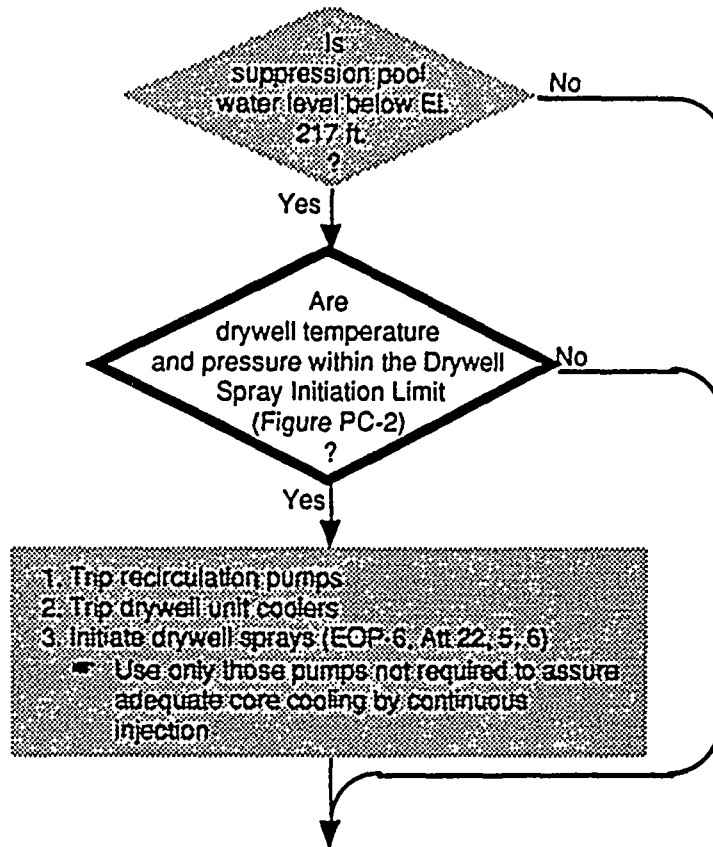 Is
suppression pool
water level below El.
217 ft.
?
No
Yes
Are
drywell temperature
and pressure within the Drywell
Spray Initiation Limit
(Figure PC-2)
?
No
Yes
1. Trip recirculation pumps
2. Trip drywell unit coolers
3. Initiate drywell sprays (EOP-6, Att 22, 5, 6)
☛ Use only those pumps not required to assure
adequate core cooling by continuous
injection